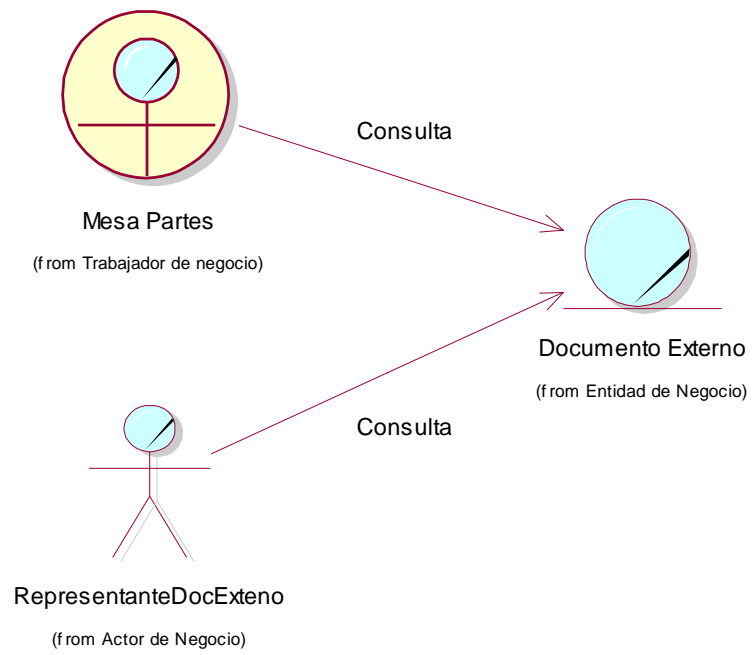 Consulta
Mesa Partes
(from Trabajador de negocio)
Documento Externo
(from Entidad de Negocio)
Consulta
RepresentanteDocExteno
(from Actor de Negocio)